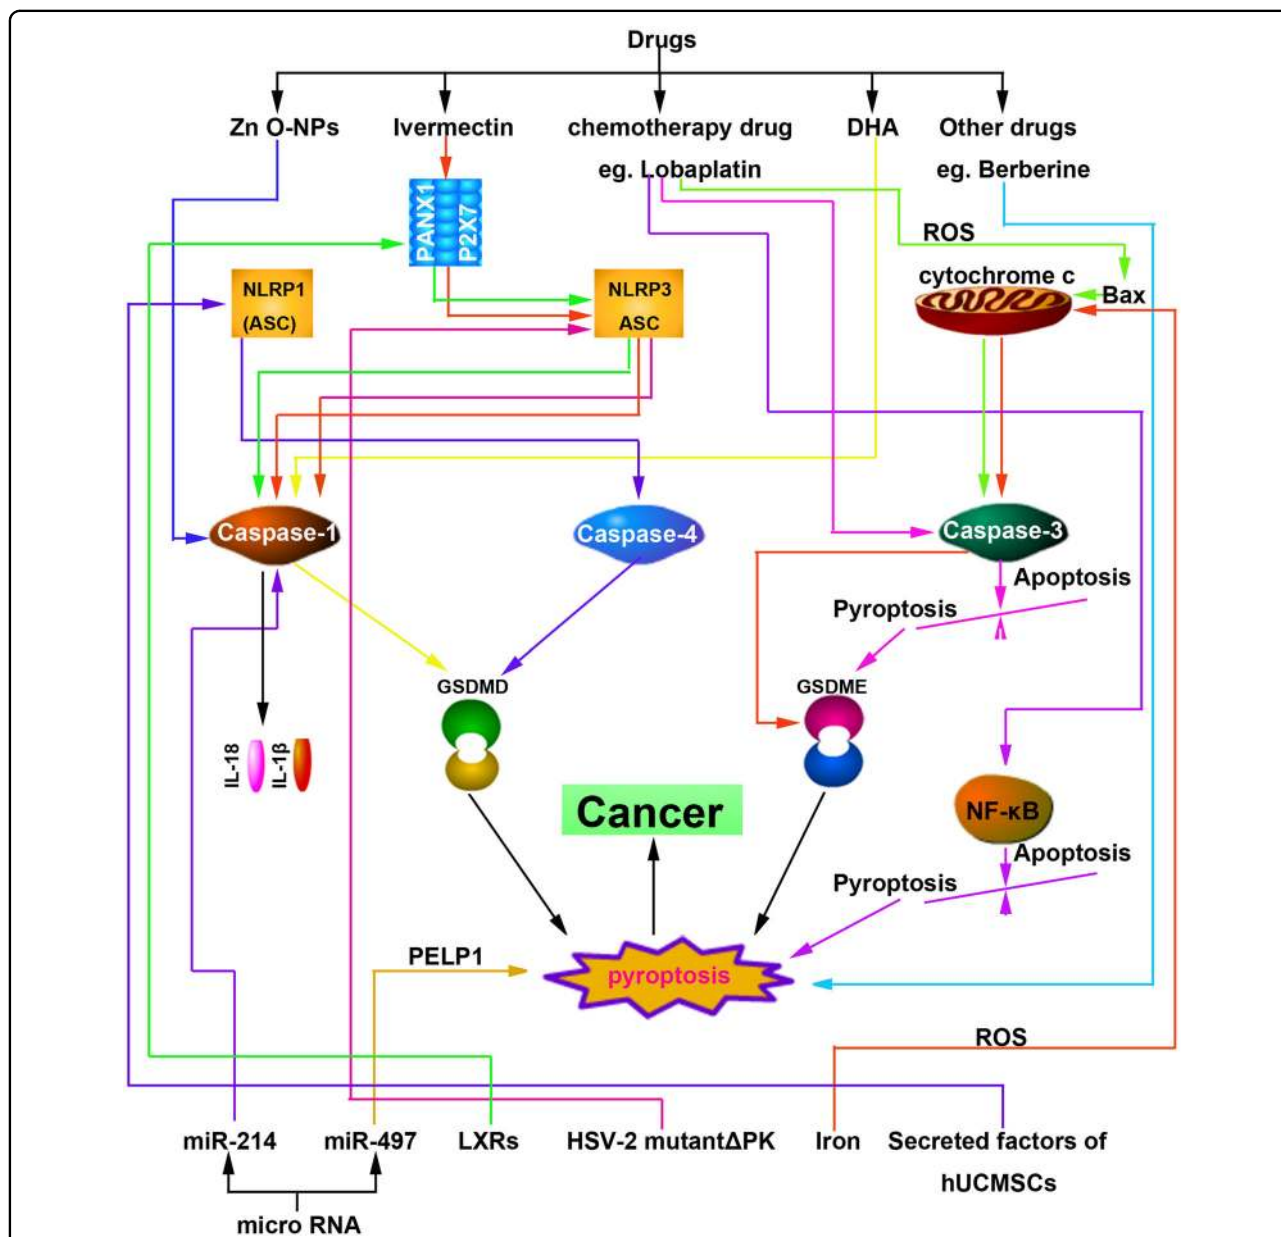 Drugs
Zn O-NPs
Ivermectin
chemotherapy drug
DHA
Other drugs
eg. Lobaplatin
eg. Berberine
PANX1
P2X7
ROS
cytochrome c
Bax
NLRP1
(ASC)
NLRP3
ASC
Caspase-1
Caspase-4
Caspase-3
Apoptosis
Pyroptosis
GSDMD
GSDME
IL-18
IL-1β
Cancer
NF-κB
Apoptosis
Pyroptosis
PELP1
pyroptosis
ROS
miR-214
miR-497
LXRs
HSV-2 mutantΔPK
Iron
Secreted factors of
hUCMSCs
micro RNA